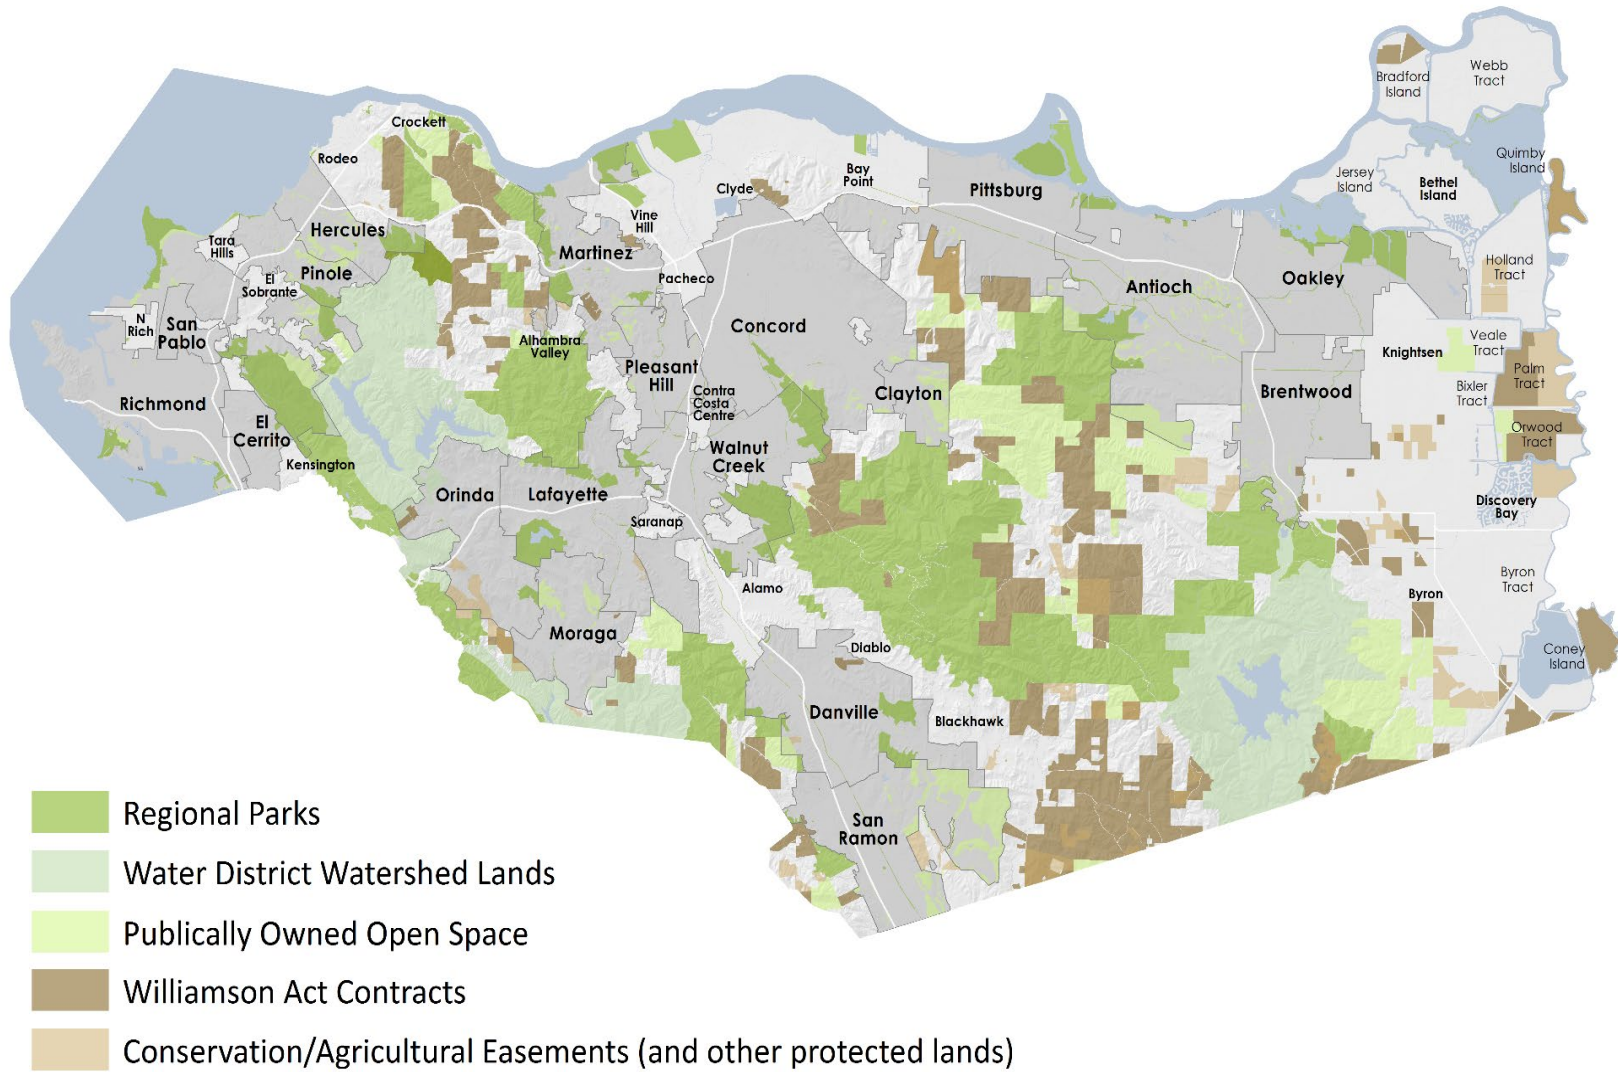 Bradford
Island
Webb
Tract
Crockett
Rodeo
Quimby
Island
Bay
Point
Clyde
Pittsburg
Jersey
Island
Bethel
Island
Vine
Hill
Hercules
Tara
Hills
Martinez
Pinole
El
Sobrante
Pacheco
Antioch
Oakley
Holland
Tract
N
Rich
San
Pablo
Concord
Alhambra
Valley
Veale
Tract
Knightsen
Pleasant
Hill
Palm
Tract
Richmond
Contra
Costa
Centre
Clayton
Brentwood
Bixler
Tract
El
Cerrito
Kensington
Walnut
Creek
Orwood
Tract
Orinda
Lafayette
Saranap
Discovery
Bay
Alamo
Byron
Tract
Byron
Moraga
Diablo
Coney
Island
Danville
Blackhawk
San
Ramon
Regional Parks
Water District Watershed Lands
Publically Owned Open Space
Williamson Act Contracts
Conservation/Agricultural Easements (and other protected lands)